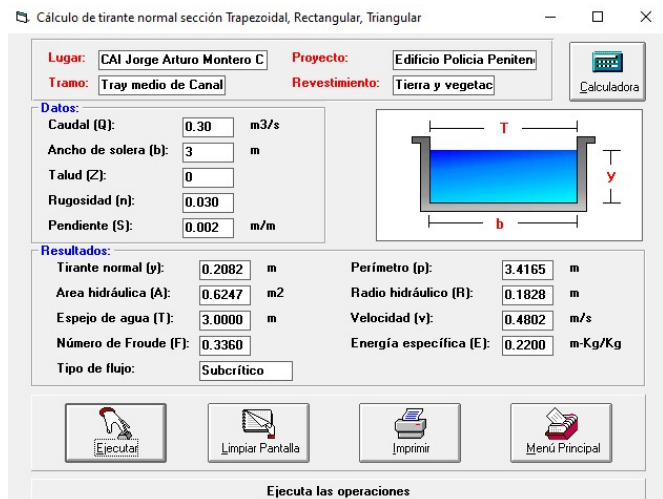 Cálculo de tirante normal sección Trapezoidal, Rectangular, Triangular
Lugar: CAI Jorge Arturo Montero C Proyecto: Edificio Policia Peniten
Tramo: Tray medio de Canal Revestimiento: Tierra y vegetac
Calculadora
Datos:
Caudal (Q): 0.30 m3/s
Ancho de solera (b): 3 m
Talud (Z): 0
Rugosidad (n): 0.030
Pendiente (S): 0.002 m/m
T
y
b
Resultados:
Tirante normal (y): 0.2082 m Perímetro (p): 3.4165 m
Area hidráulica (A): 0.6247 m2 Radio hidráulico (R): 0.1828 m
Espejo de agua (T): 3.0000 m Velocidad (v): 0.4802 m/s
Número de Froude (F): 0.3360 Energía específica (E): 0.2200 m-Kg/Kg
Tipo de flujo: Subcrítico
Ejecutar Limpiar Pantalla Imprimir Menú Principal
Ejecuta las operaciones